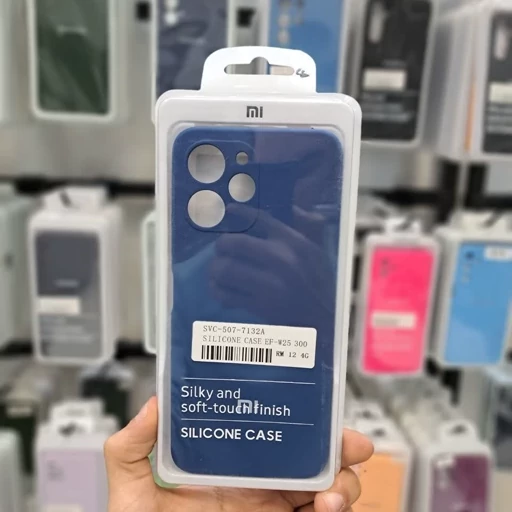 mi
SVC-507-7132A
SILICONE CASE EF-W25 300
RM 12 4G
Silky and
soft-touch finish
mi
SILICONE CASE